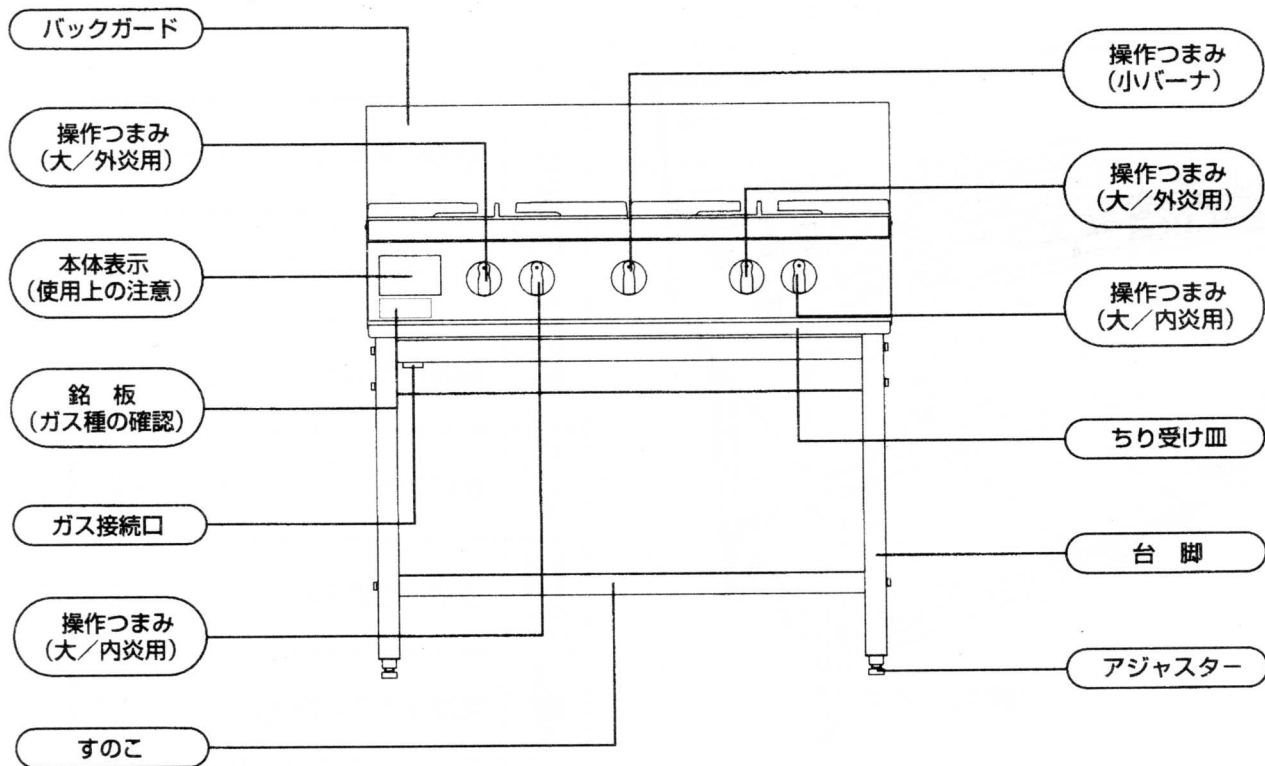 バックガード
操作つまみ
(大／外炎用)
本体表示
(使用上の注意)
銘　板
(ガス種の確認)
ガス接続口
操作つまみ
(大／内炎用)
すのこ
操作つまみ
(小バーナ)
操作つまみ
(大／外炎用)
操作つまみ
(大／内炎用)
ちり受け皿
台　脚
アジャスター